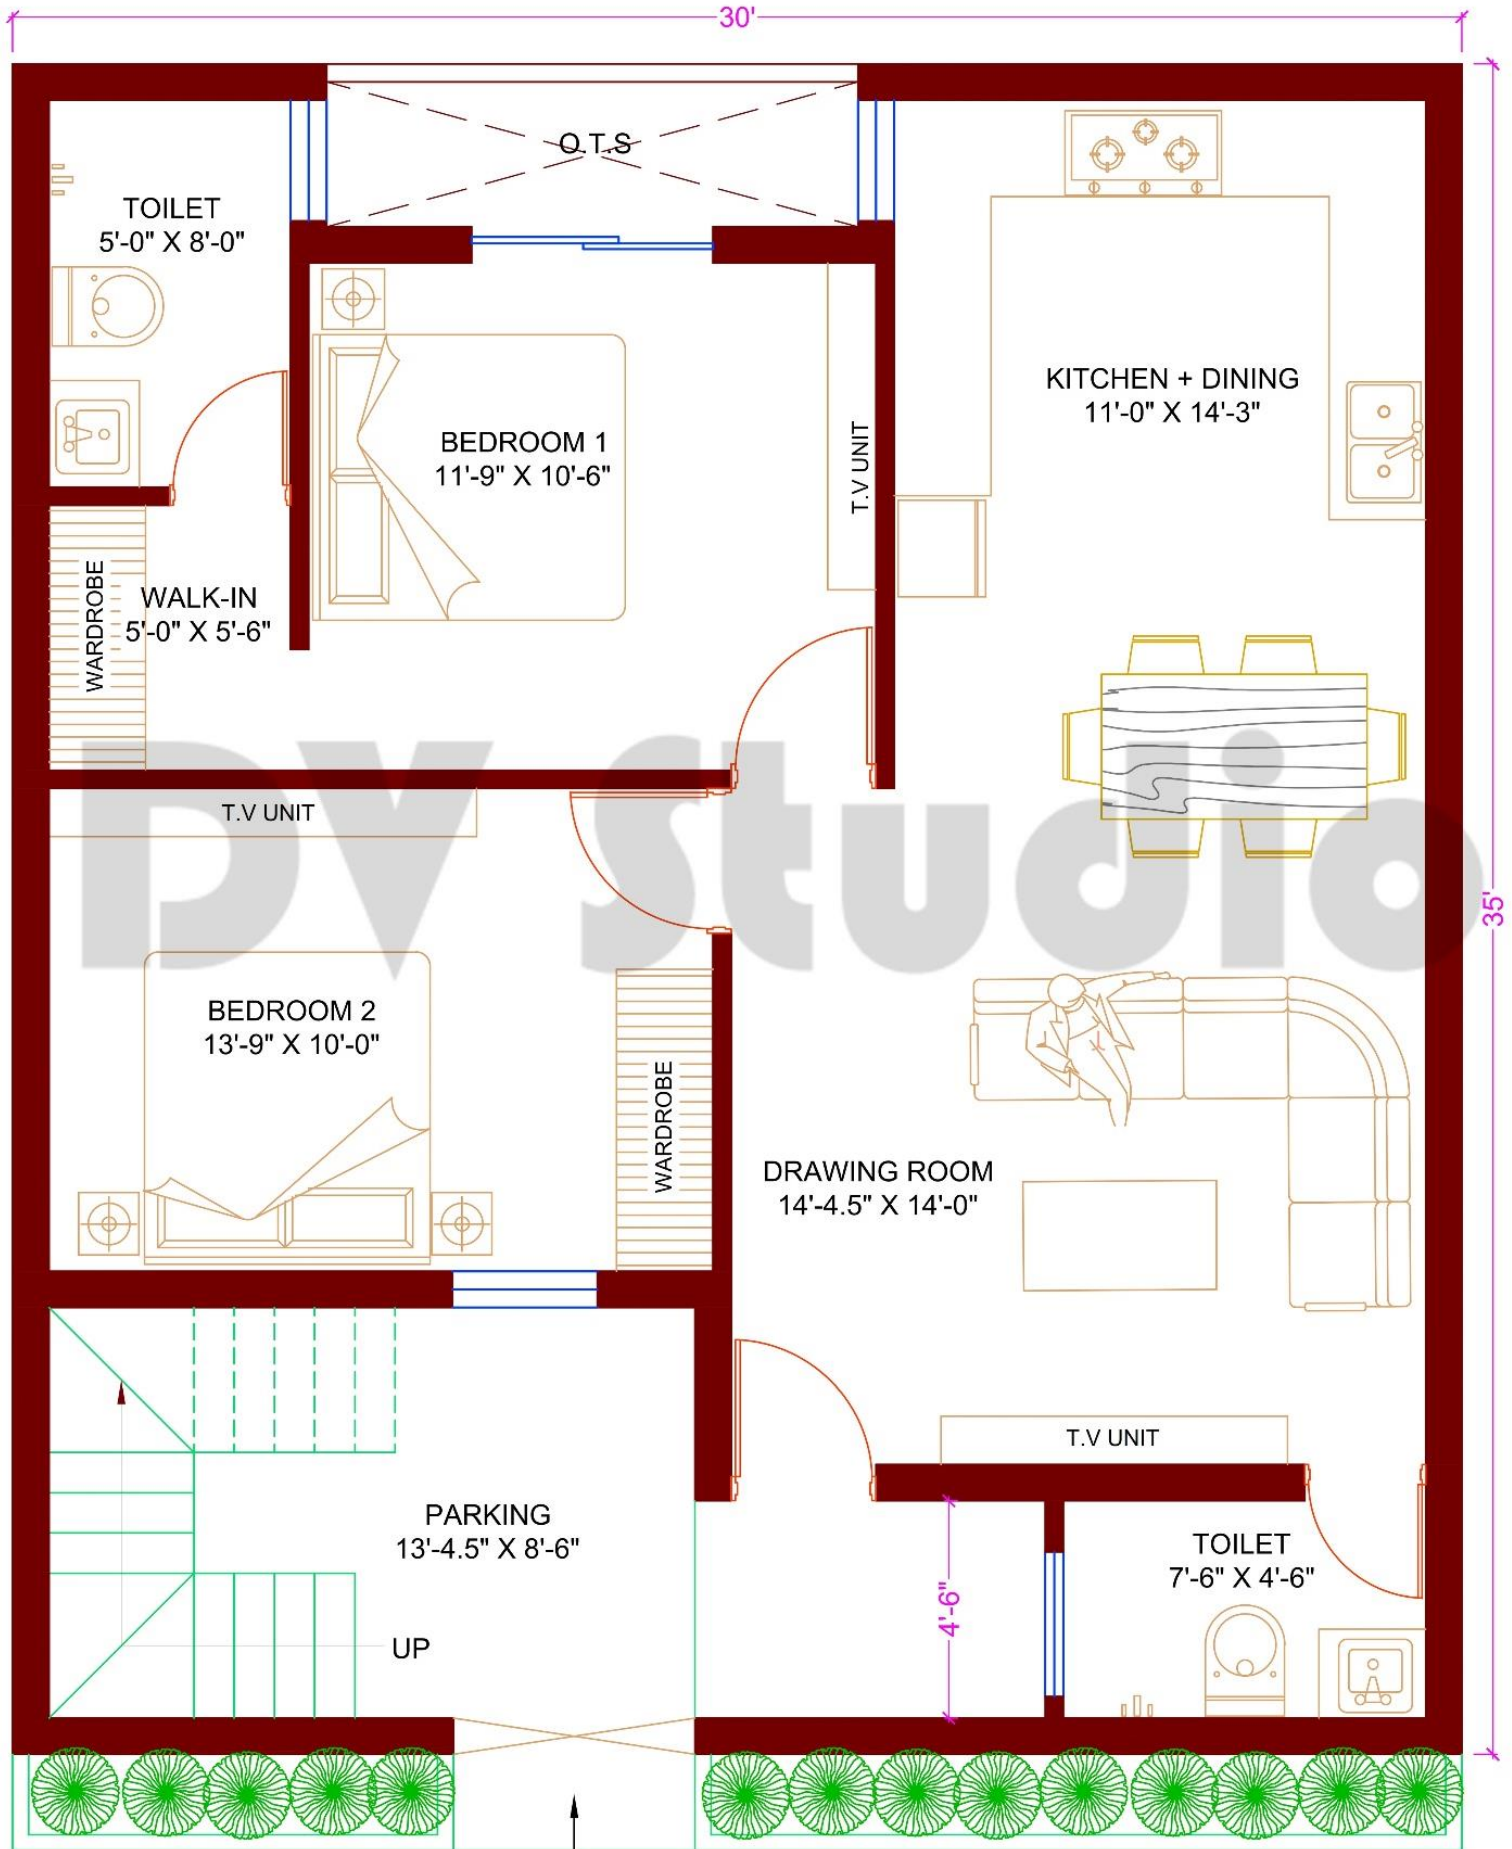 30'
O.T.S
TOILET
5'-0" X 8'-0"
KITCHEN + DINING
11'-0" X 14'-3"
BEDROOM 1
11'-9" X 10'-6"
T.V UNIT
WARDROBE
WALK-IN
5'-0" X 5'-6"
DV Studio
T.V UNIT
35'
BEDROOM 2
13'-9" X 10'-0"
WARDROBE
DRAWING ROOM
14'-4.5" X 14'-0"
T.V UNIT
PARKING
13'-4.5" X 8'-6"
TOILET
7'-6" X 4'-6"
4'-6"
UP